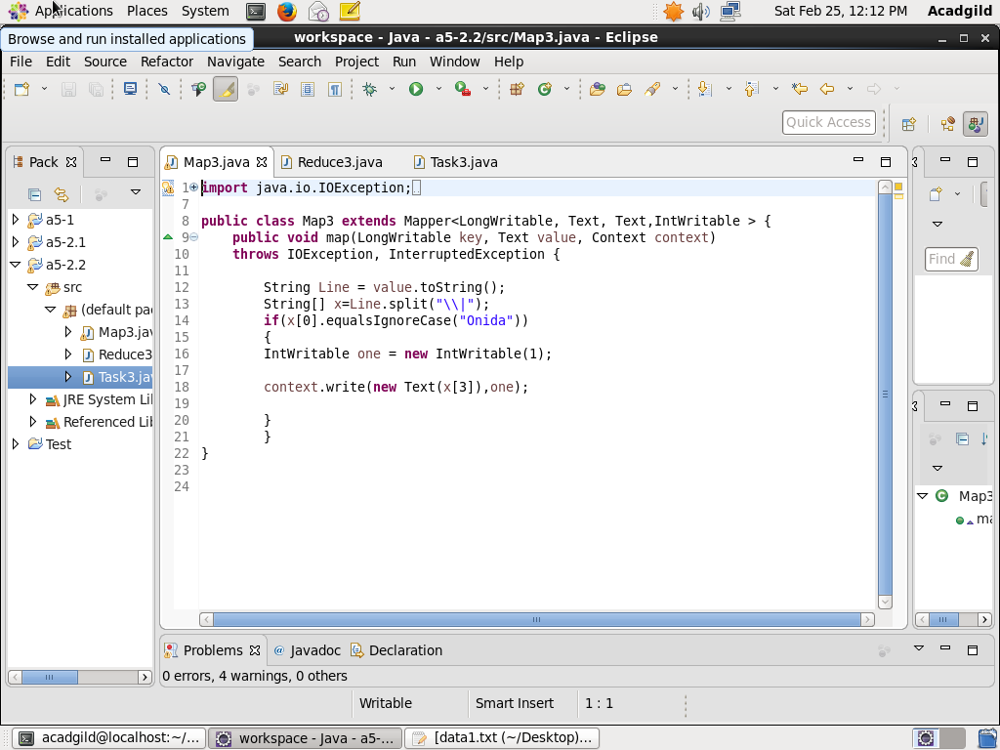 Applications Places System Sat Feb 25, 12:12 PM Acadgild
Browse and run installed applications
workspace - Java - a5-2.2/src/Map3.java - Eclipse
File Edit Source Refactor Navigate Search Project Run Window Help
Quick Access
Pack
Map3.java Reduce3.java Task3.java
a5-1
a5-2.1
a5-2.2
src
(default pa
Map3.jav
Reduce3
Task3.jav
JRE System Li
Referenced Lib
Test
1 import java.io.IOException;
7
8 public class Map3 extends Mapper<LongWritable, Text, Text,IntWritable > {
9 public void map(LongWritable key, Text value, Context context)
10 throws IOException, InterruptedException {
11
12 String Line = value.toString();
13 String[] x=Line.split("\\|");
14 if(x[0].equalsIgnoreCase("Onida"))
15 {
16 IntWritable one = new IntWritable(1);
17
18 context.write(new Text(x[3]),one);
19
20 }
21 }
22 }
23
24
Find
Map3
ma
Problems @ Javadoc Declaration
0 errors, 4 warnings, 0 others
Writable Smart Insert 1 : 1
acadgild@localhost:~/... workspace - Java - a5-... [data1.txt (~/Desktop)...